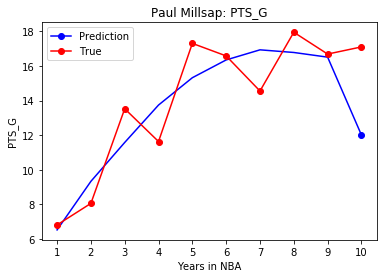 Paul Millsap: PTS_G
Prediction
True
PTS_G
18
16
14
12
10
8
6
1 2 3 4 5 6 7 8 9 10
Years in NBA